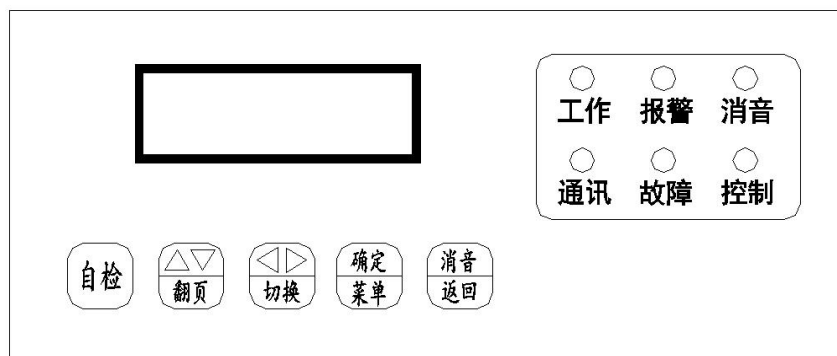 工作 报警 消音
通讯 故障 控制
自检
翻页
切换
确定
菜单
消音
返回